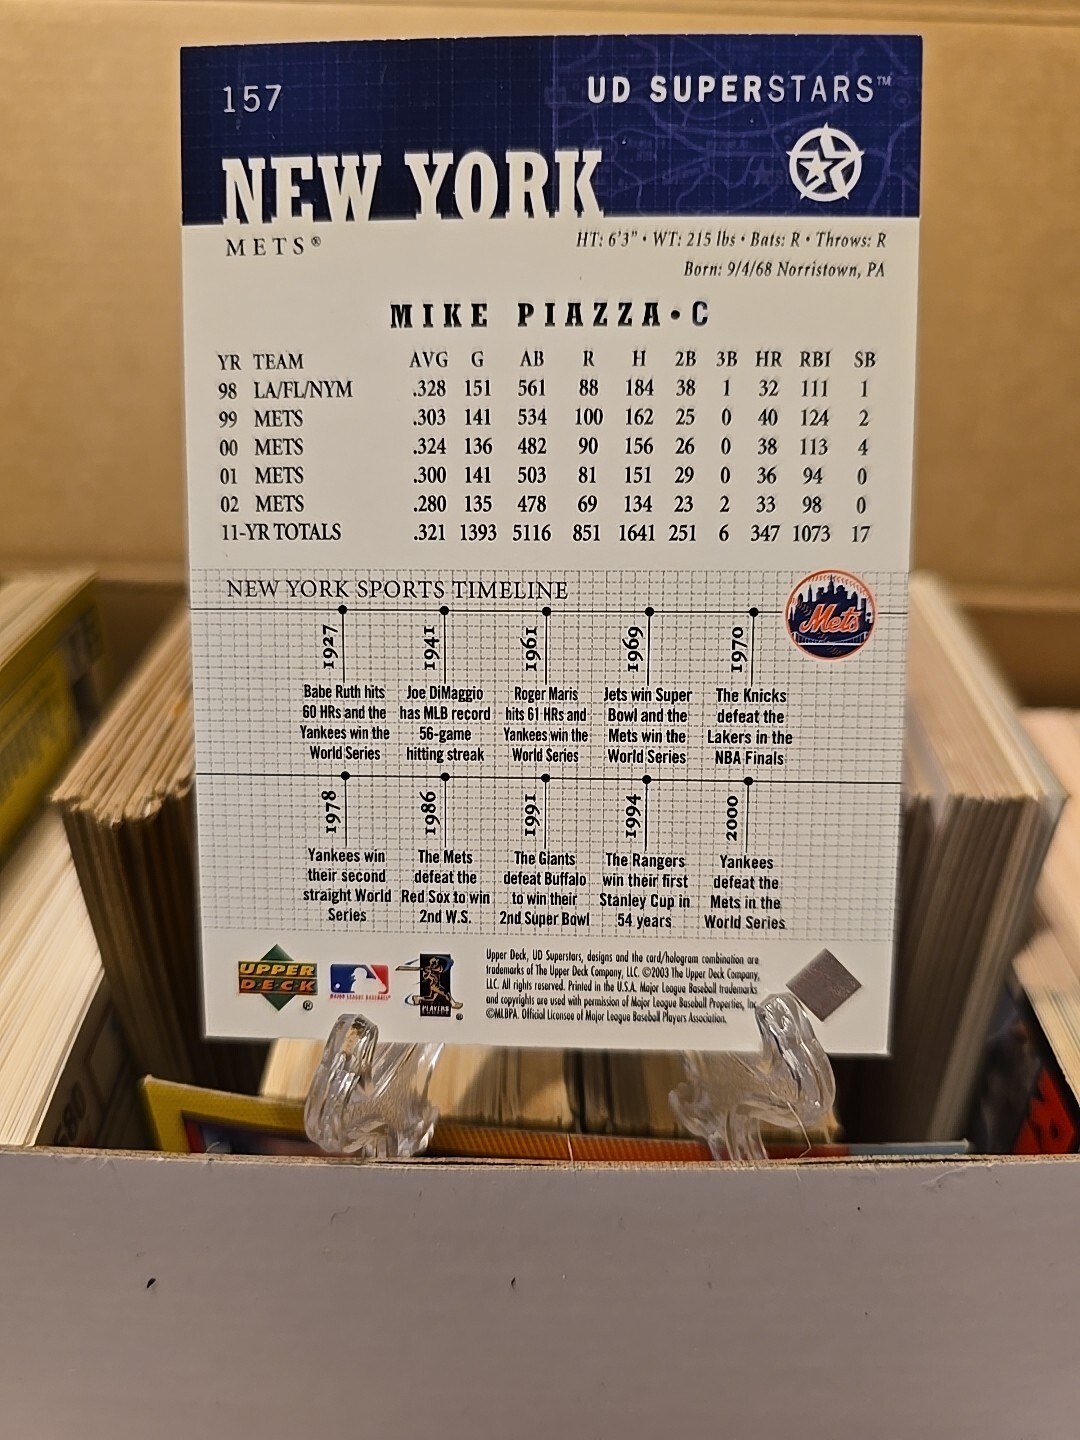 157
UD SUPERSTARS™
NEW YORK
METS®
HT: 6'3" • WT: 215 lbs • Bats: R • Throws: R
Born: 9/4/68 Norristown, PA
MIKE PIAZZA • C
YR TEAM AVG G AB R H 2B 3B HR RBI SB
98 LA/FL/NYM .328 151 561 88 184 38 1 32 111 1
99 METS .303 141 534 100 162 25 0 40 124 2
00 METS .324 136 482 90 156 26 0 38 113 4
01 METS .300 141 503 81 151 29 0 36 94 0
02 METS .280 135 478 69 134 23 2 33 98 0
11-YR TOTALS .321 1393 5116 851 1641 251 6 347 1073 17
NEW YORK SPORTS TIMELINE
Mets
1927
Babe Ruth hits
60 HRs and the
Yankees win the
World Series
1941
Joe DiMaggio
has MLB record
56-game
hitting streak
1961
Roger Maris
hits 61 HRs and
Yankees win the
World Series
1969
Jets win Super
Bowl and the
Mets win the
World Series
1970
The Knicks
defeat the
Lakers in the
NBA Finals
1978
Yankees win
their second
straight World
Series
1986
The Mets
defeat the
Red Sox to win
2nd W.S.
1991
The Giants
defeat Buffalo
to win their
2nd Super Bowl
1994
The Rangers
win their first
Stanley Cup in
54 years
2000
Yankees
defeat the
Mets in the
World Series
UPPER
DECK
®
MAJOR LEAGUE BASEBALL®
PLAYERS
®
Upper Deck, UD Superstars, designs and the card/hologram combination are
trademarks of The Upper Deck Company, LLC. ©2003 The Upper Deck Company,
LLC. All rights reserved. Printed in the U.S.A. Major League Baseball trademarks
and copyrights are used with permission of Major League Baseball Properties, Inc.
©MLBPA. Official Licensee of Major League Baseball Players Association.